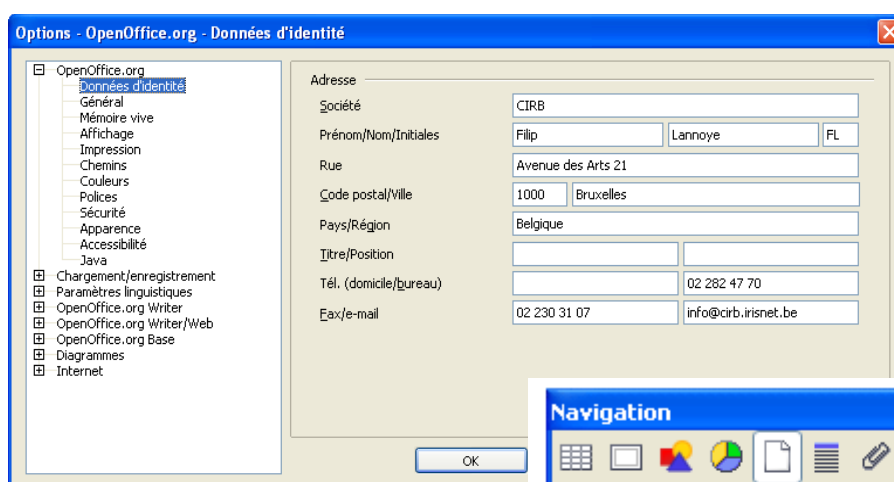 Options - OpenOffice.org - Données d'identité
OpenOffice.org
Données d'identité
Général
Mémoire vive
Affichage
Impression
Chemins
Couleurs
Polices
Sécurité
Apparence
Accessibilité
Java
Chargement/enregistrement
Paramètres linguistiques
OpenOffice.org Writer
OpenOffice.org Writer/Web
OpenOffice.org Base
Diagrammes
Internet
Adresse
Société CIRB
Prénom/Nom/Initiales Filip Lannoye FL
Rue Avenue des Arts 21
Code postal/Ville 1000 Bruxelles
Pays/Région Belgique
Titre/Position
Tél. (domicile/bureau) 02 282 47 70
Fax/e-mail 02 230 31 07 info@cirb.irisnet.be
OK
Navigation